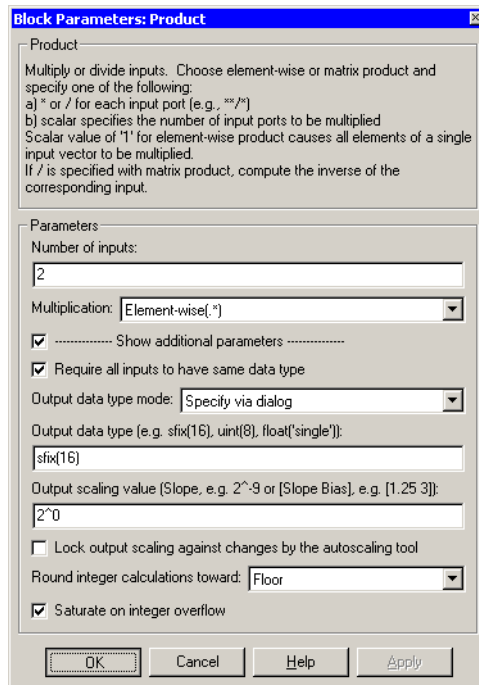 Block Parameters: Product
Product
Multiply or divide inputs. Choose element-wise or matrix product and
specify one of the following:
a) * or / for each input port (e.g., **/*)
b) scalar specifies the number of input ports to be multiplied
Scalar value of '1' for element-wise product causes all elements of a single
input vector to be multiplied.
If / is specified with matrix product, compute the inverse of the
corresponding input.
Parameters
Number of inputs:
2
Multiplication: Element-wise(.*)
-------------- Show additional parameters --------------
Require all inputs to have same data type
Output data type mode: Specify via dialog
Output data type (e.g. sfix(16), uint(8), float('single')):
sfix(16)
Output scaling value (Slope, e.g. 2^-9 or [Slope Bias], e.g. [1.25 3]):
2^0
Lock output scaling against changes by the autoscaling tool
Round integer calculations toward: Floor
Saturate on integer overflow
OK Cancel Help Apply